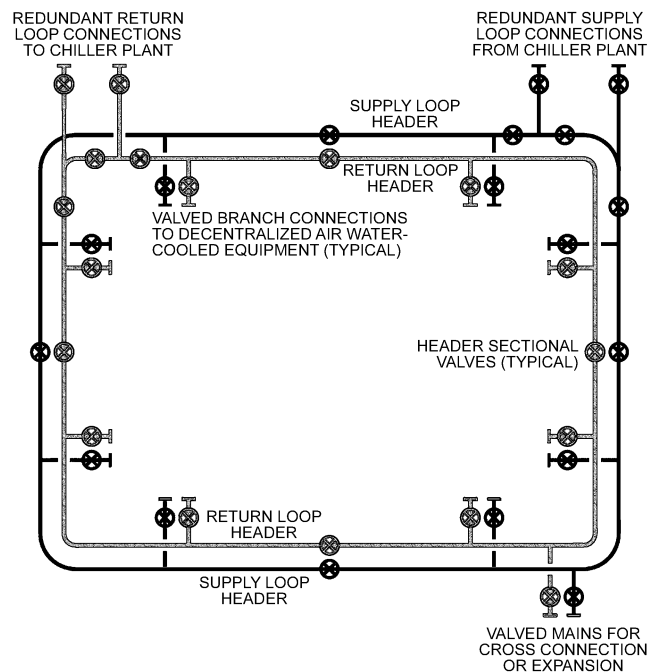 REDUNDANT RETURN
LOOP CONNECTIONS
TO CHILLER PLANT
REDUNDANT SUPPLY
LOOP CONNECTIONS
FROM CHILLER PLANT
SUPPLY LOOP
HEADER
RETURN LOOP
HEADER
VALVED BRANCH CONNECTIONS
TO DECENTRALIZED AIR WATER-
COOLED EQUIPMENT (TYPICAL)
HEADER SECTIONAL
VALVES (TYPICAL)
RETURN LOOP
HEADER
SUPPLY LOOP
HEADER
VALVED MAINS FOR
CROSS CONNECTION
OR EXPANSION